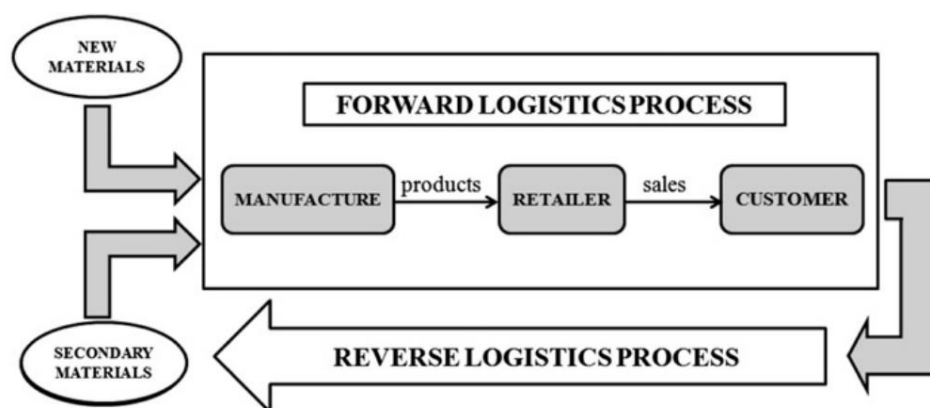 NEW
MATERIALS
FORWARD LOGISTICS PROCESS
MANUFACTURE
products
RETAILER
sales
CUSTOMER
SECONDARY
MATERIALS
REVERSE LOGISTICS PROCESS